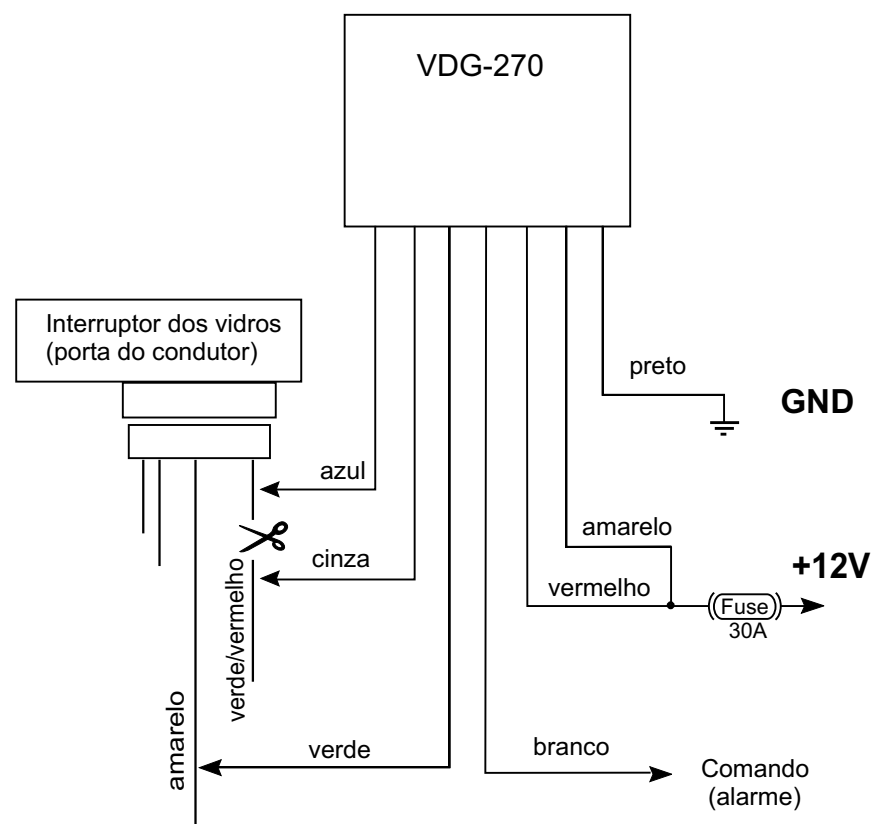 VDG-270
Interruptor dos vidros
(porta do condutor)
preto
GND
azul
amarelo
cinza
+12V
vermelho
Fuse
30A
verde/vermelho
amarelo
verde
branco
Comando
(alarme)